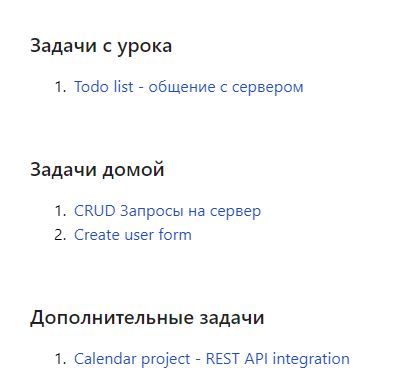 Задачи с урока
1. Todo list - общение с сервером
Задачи домой
1. CRUD Запросы на сервер
2. Create user form
Дополнительные задачи
1. Calendar project - REST API integration